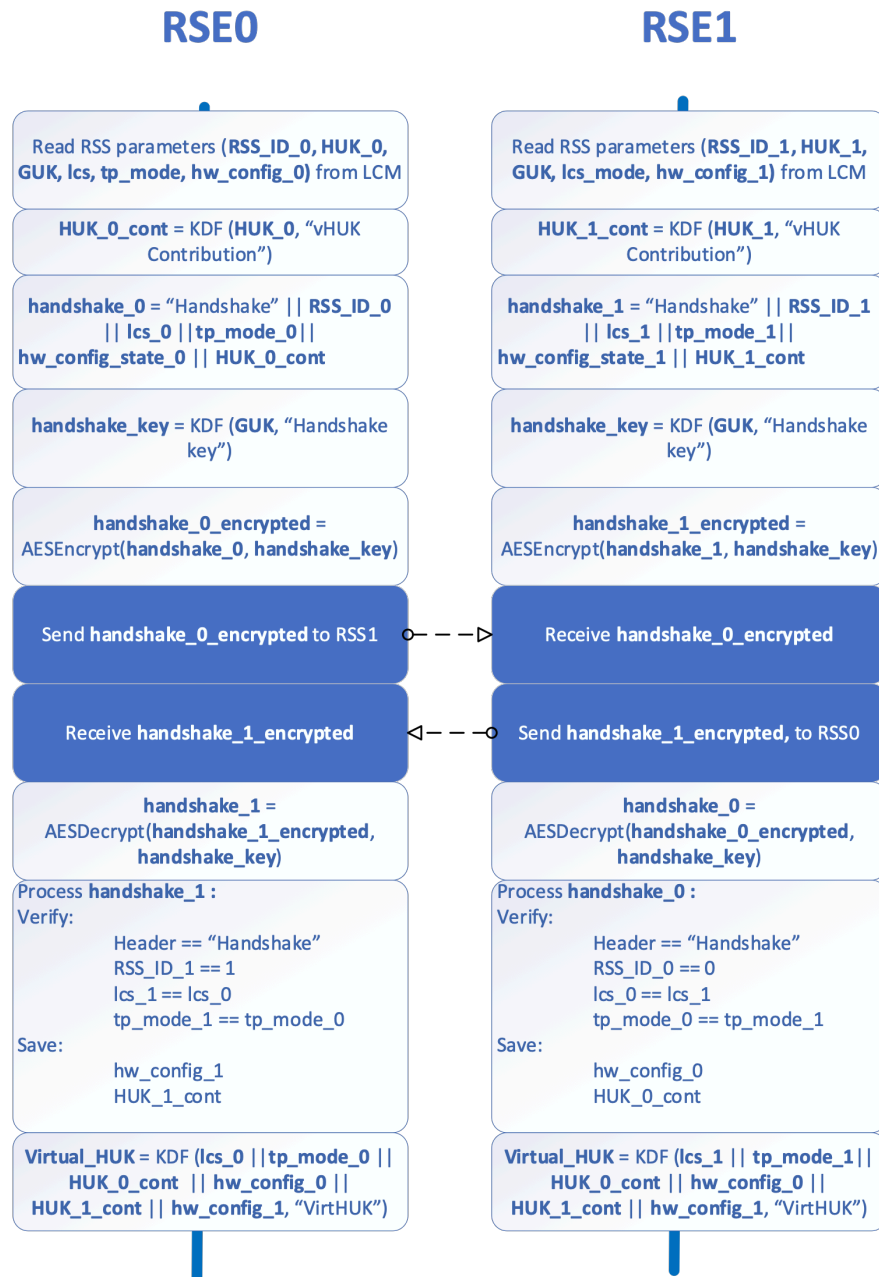 RSE0
RSE1
Read RSS parameters (RSS_ID_0, HUK_0,
GUK, lcs, tp_mode, hw_config_0) from LCM
HUK_0_cont = KDF (HUK_0, “vHUK
Contribution”)
handshake_0 = “Handshake” || RSS_ID_0
|| lcs_0 ||tp_mode_0||
hw_config_state_0 || HUK_0_cont
handshake_key = KDF (GUK, “Handshake
key”)
handshake_0_encrypted =
AESEncrypt(handshake_0, handshake_key)
Send handshake_0_encrypted to RSS1
Receive handshake_1_encrypted
handshake_1 =
AESDecrypt(handshake_1_encrypted,
handshake_key)
Process handshake_1 :
Verify:
Header == “Handshake”
RSS_ID_1 == 1
lcs_1 == lcs_0
tp_mode_1 == tp_mode_0
Save:
hw_config_1
HUK_1_cont
Virtual_HUK = KDF (lcs_0 ||tp_mode_0 ||
HUK_0_cont || hw_config_0 ||
HUK_1_cont || hw_config_1, “VirtHUK”)
Read RSS parameters (RSS_ID_1, HUK_1,
GUK, lcs_mode, hw_config_1) from LCM
HUK_1_cont = KDF (HUK_1, “vHUK
Contribution”)
handshake_1 = “Handshake” || RSS_ID_1
|| lcs_1 ||tp_mode_1||
hw_config_state_1 || HUK_1_cont
handshake_key = KDF (GUK, “Handshake
key”)
handshake_1_encrypted =
AESEncrypt(handshake_1, handshake_key)
Receive handshake_0_encrypted
Send handshake_1_encrypted, to RSS0
handshake_0 =
AESDecrypt(handshake_0_encrypted,
handshake_key)
Process handshake_0 :
Verify:
Header == “Handshake”
RSS_ID_0 == 0
lcs_0 == lcs_1
tp_mode_0 == tp_mode_1
Save:
hw_config_0
HUK_0_cont
Virtual_HUK = KDF (lcs_1 || tp_mode_1||
HUK_0_cont || hw_config_0 ||
HUK_1_cont || hw_config_1, “VirtHUK”)